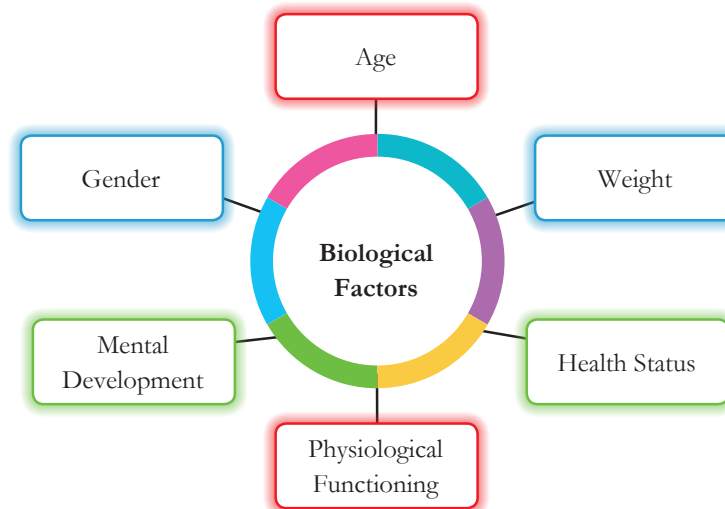 Age
Gender
Weight
Biological
Factors
Mental
Development
Health Status
Physiological
Functioning